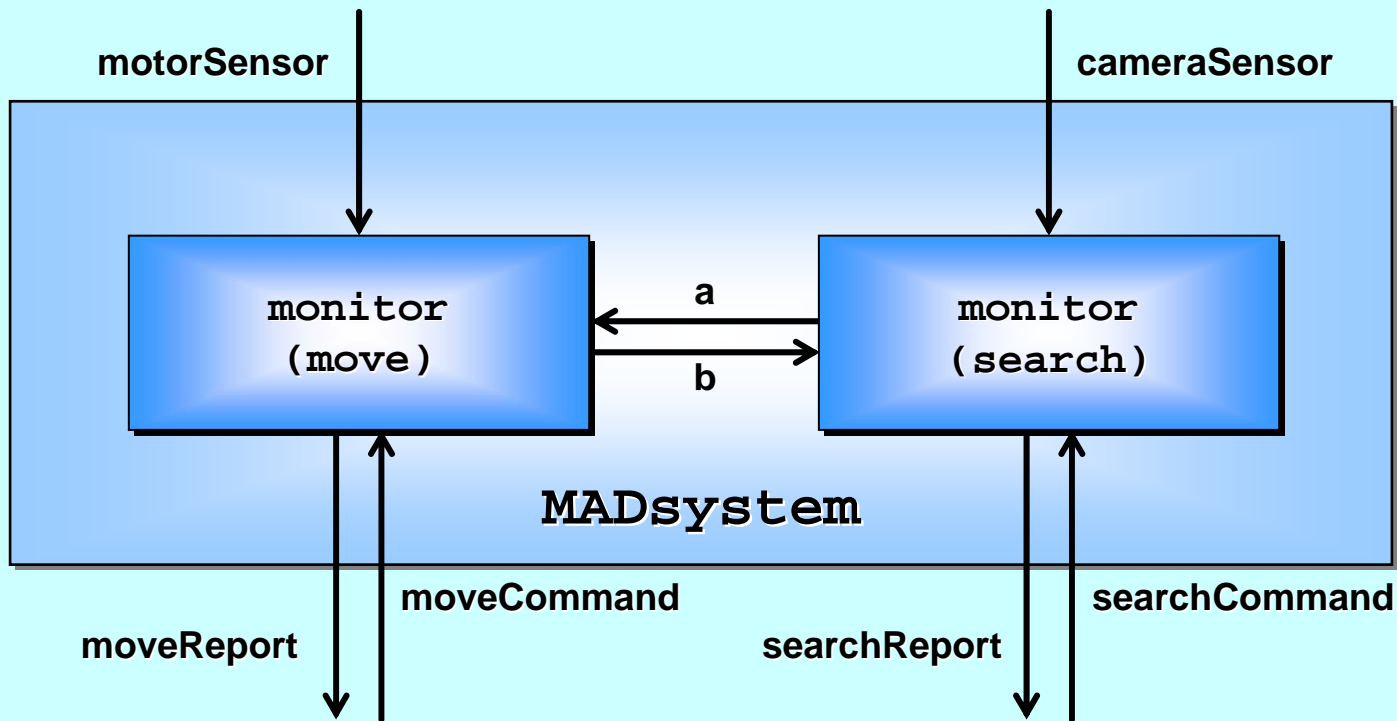 motorSensor
cameraSensor
monitor
(move)
a
b
monitor
(search)
MADsystem
moveCommand
searchCommand
moveReport
searchReport